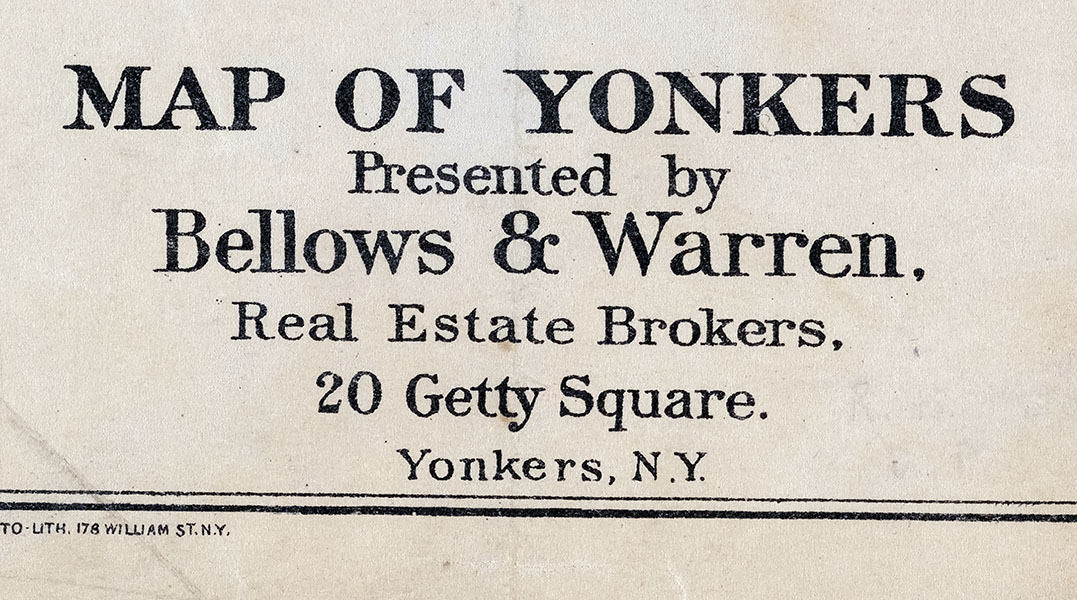 MAP OF YONKERS
Presented by
Bellows & Warren,
Real Estate Brokers,
20 Getty Square.
Yonkers, N.Y.
TO-LITH. 178 WILLIAM ST. N.Y.